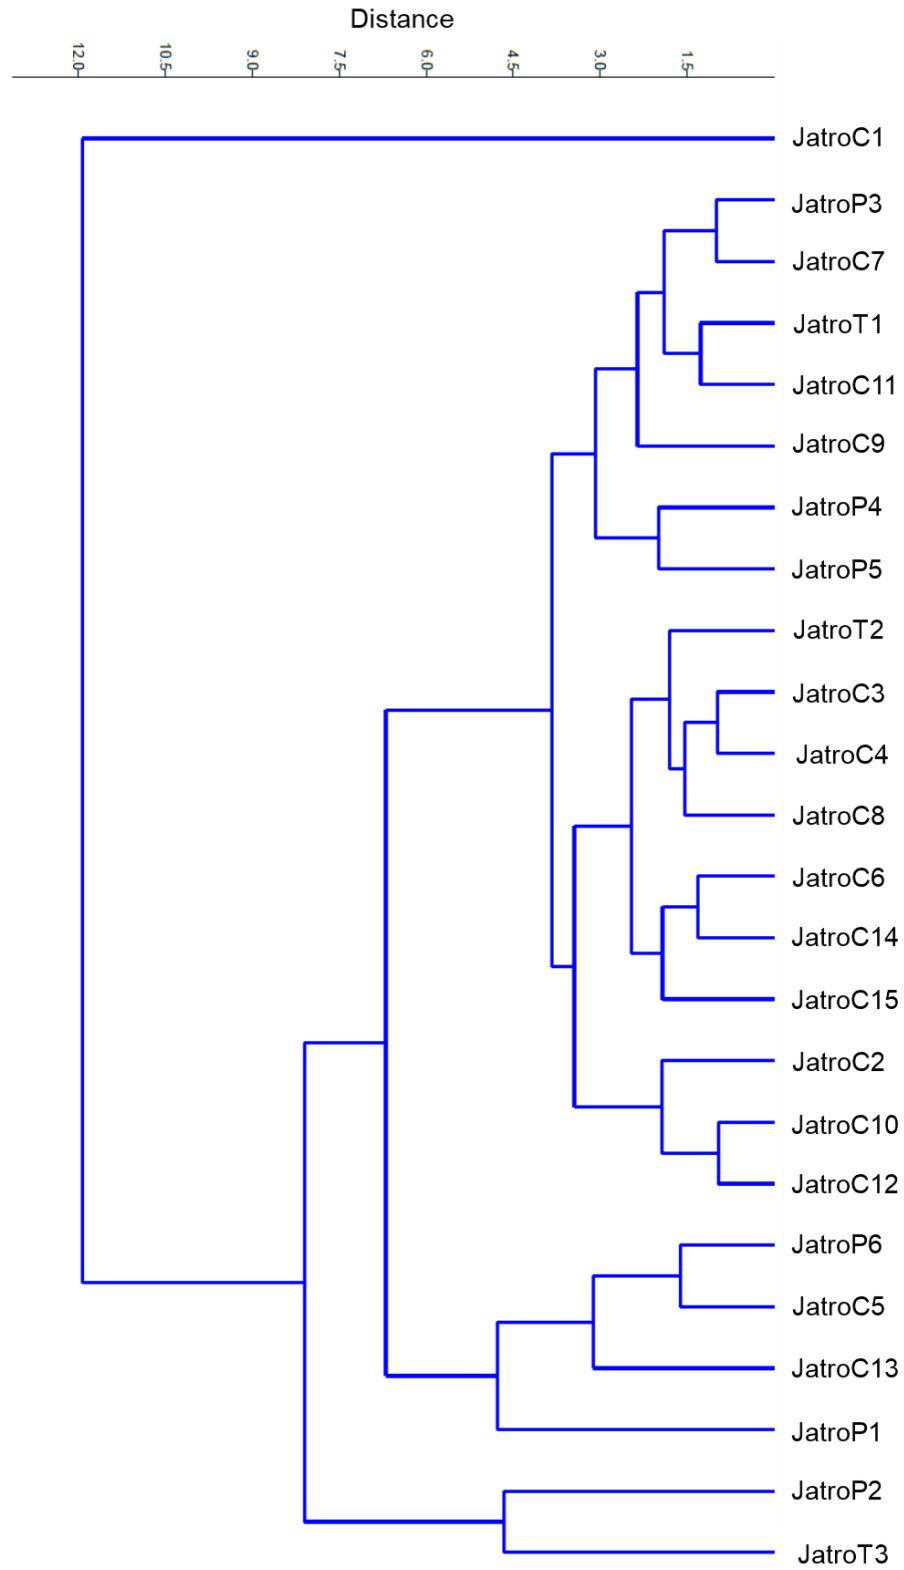 Distance
12.0 10.5 9.0 7.5 6.0 4.5 3.0 1.5
JatroC1
JatroP3
JatroC7
JatroT1
JatroC11
JatroC9
JatroP4
JatroP5
JatroT2
JatroC3
JatroC4
JatroC8
JatroC6
JatroC14
JatroC15
JatroC2
JatroC10
JatroC12
JatroP6
JatroC5
JatroC13
JatroP1
JatroP2
JatroT3